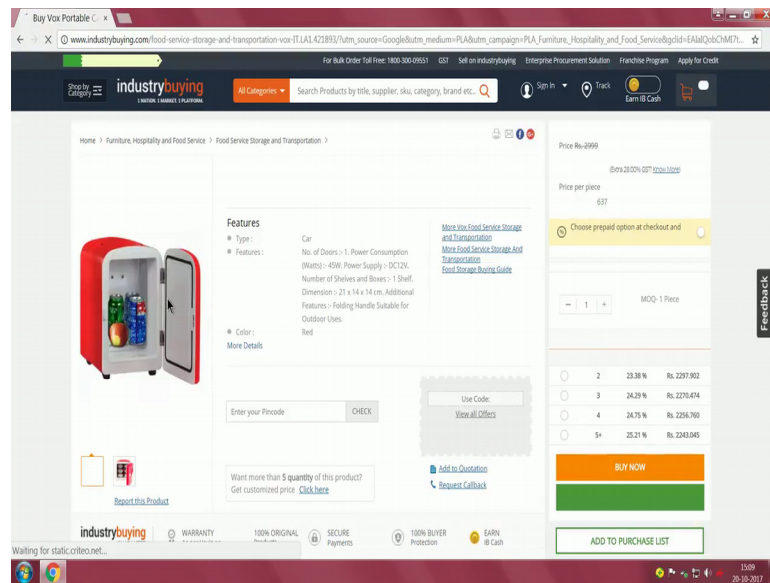 Buy Vox Portable C
www.industrybuying.com/food-service-storage-and-transportation-vox-IT.LA1.421893/?utm_source=Google&utm_medium=PLA&utm_campaign=PLA_Furniture,_Hospitality_and_Food_Service&gclid=EAIaIQobChMI7t...
For Bulk Order Toll Free: 1800-300-09551 GST Sell on industrybuying Enterprise Procurement Solution Franchise Program Apply for Credit
Shop by
Category
industrybuying
1 NATION. 1 MARKET. 1 PLATFORM.
All Categories
Search Products by title, supplier, sku, category, brand etc..
Sign In
Track
Earn IB Cash
Home > Furniture, Hospitality and Food Service > Food Service Storage and Transportation >
Features
Type : Car
Features : No. of Doors :- 1. Power Consumption
(Watts) :- 45W. Power Supply :- DC12V.
Number of Shelves and Boxes :- 1 Shelf.
Dimension :- 21 x 14 x 14 cm. Additional
Features :- Folding Handle Suitable for
Outdoor Uses.
Color : Red
More Details
More Vox Food Service Storage
and Transportation
More Food Service Storage And
Transportation
Food Storage Buying Guide
Enter your Pincode CHECK
Use Code:
View all Offers
Want more than 5 quantity of this product?
Get customized price Click here
Add to Quotation
Request Callback
Report this Product
Price Rs. 2999
(Extra 28.00% GST! Know More)
Price per piece
637
Choose prepaid option at checkout and
- 1 + MOQ- 1 Piece
2 23.38 % Rs. 2297.902
3 24.29 % Rs. 2270.474
4 24.75 % Rs. 2256.760
5+ 25.21 % Rs. 2243.045
BUY NOW
ADD TO PURCHASE LIST
Feedback
industrybuying
WARRANTY
100% ORIGINAL
SECURE
Payments
100% BUYER
Protection
EARN
IB Cash
Waiting for static.criteo.net...
15:09
20-10-2017